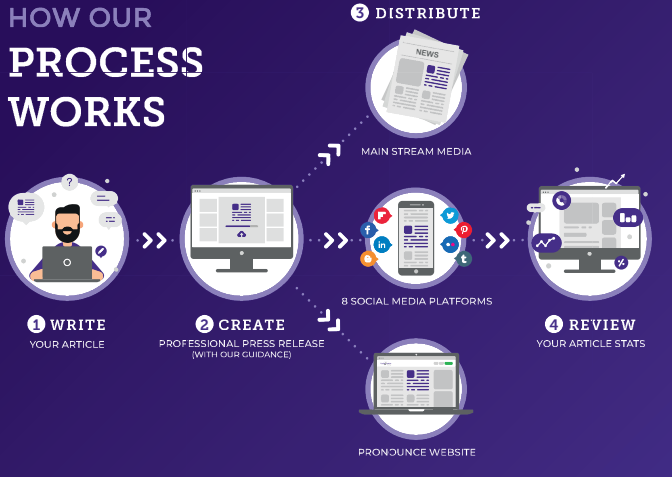 HOW OUR
PROCESS
WORKS
3 DISTRIBUTE
NEWS
MAIN STREAM MEDIA
?
8 SOCIAL MEDIA PLATFORMS
1 WRITE
YOUR ARTICLE
2 CREATE
PROFESSIONAL PRESS RELEASE
(WITH OUR GUIDANCE)
4 REVIEW
YOUR ARTICLE STATS
PRONOUNCE WEBSITE